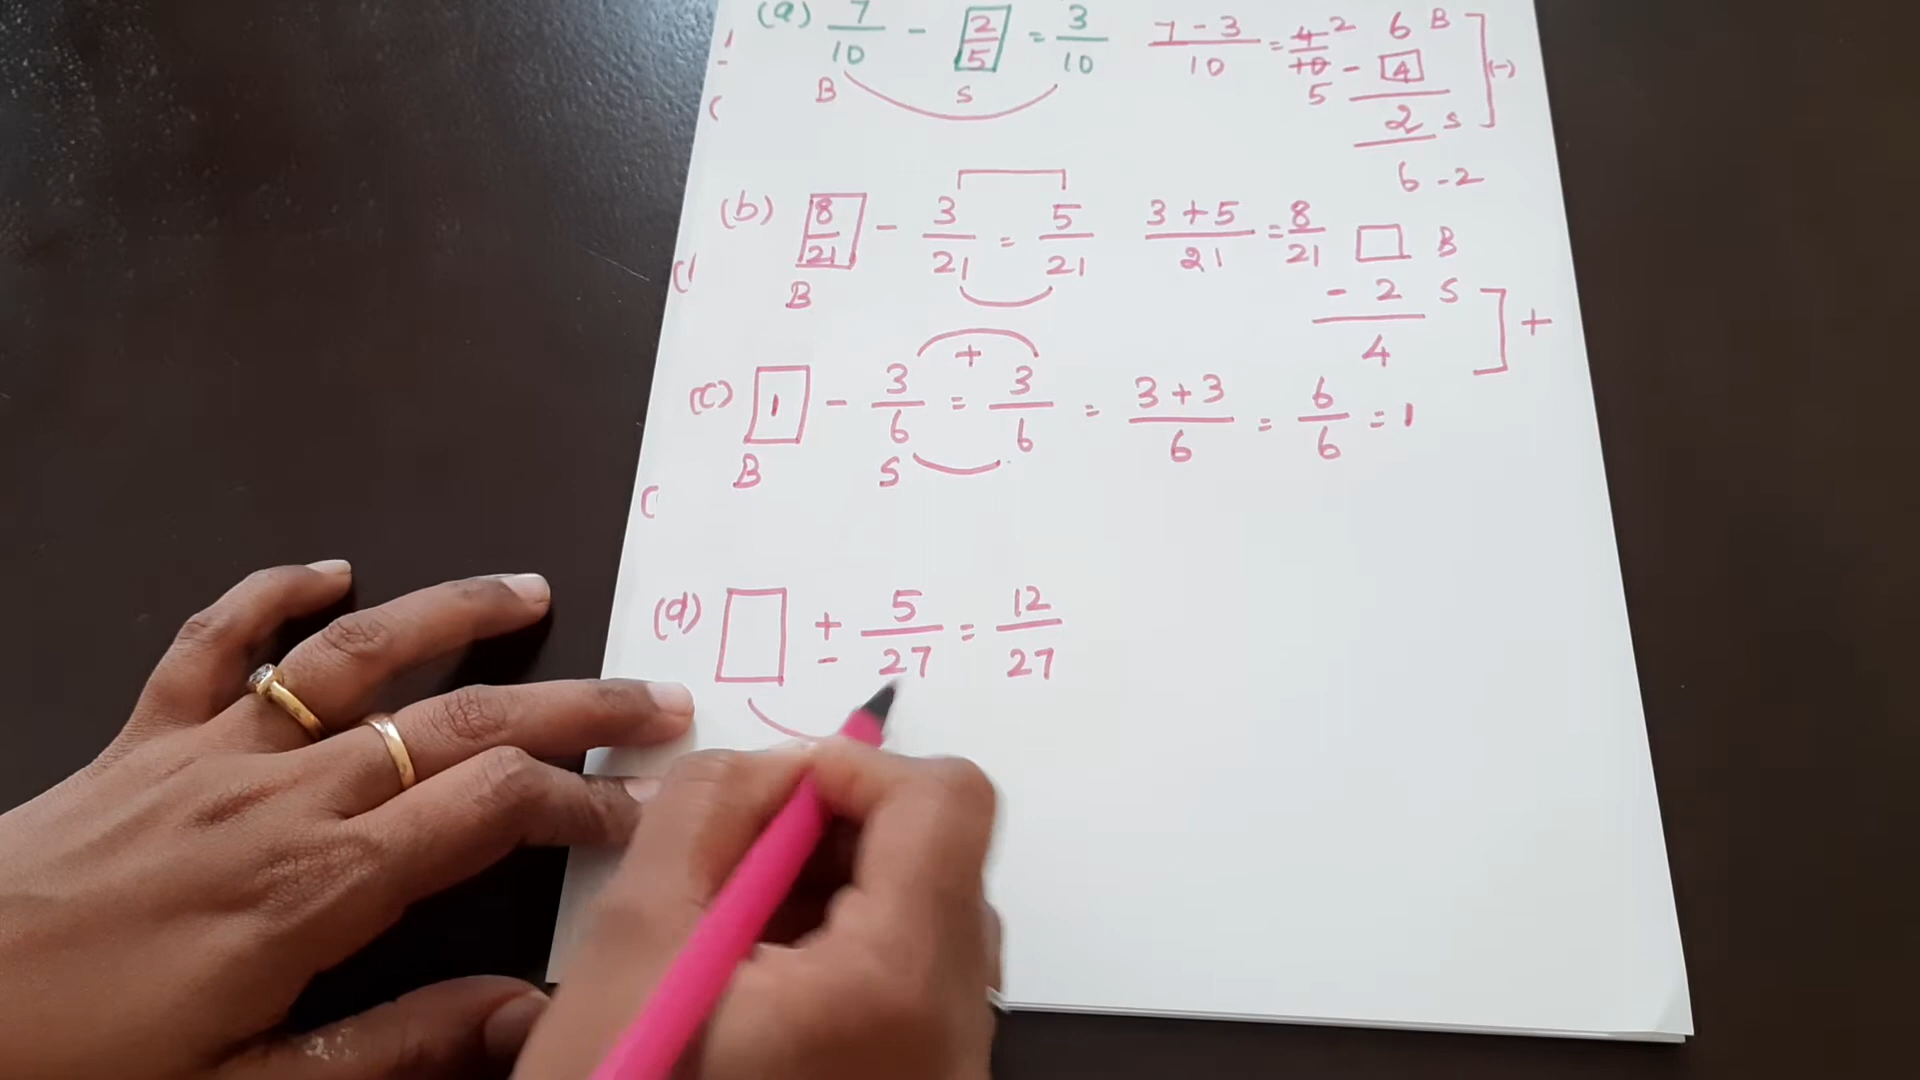 (a) 7/10 - 2/5 = 3/10   7 - 3/10 = 4/10 2/5
B   S
6 B
- 4
2 S
(-)
6 - 2
(b) 8/21 - 3/21 = 5/21   3 + 5/21 = 8/21
B
□ B
- 2 S
4
+
(c) 1 - 3/6 = 3/6 = 3 + 3/6 = 6/6 = 1
+
B   S
(d) □ + 5/27 = 12/27
-